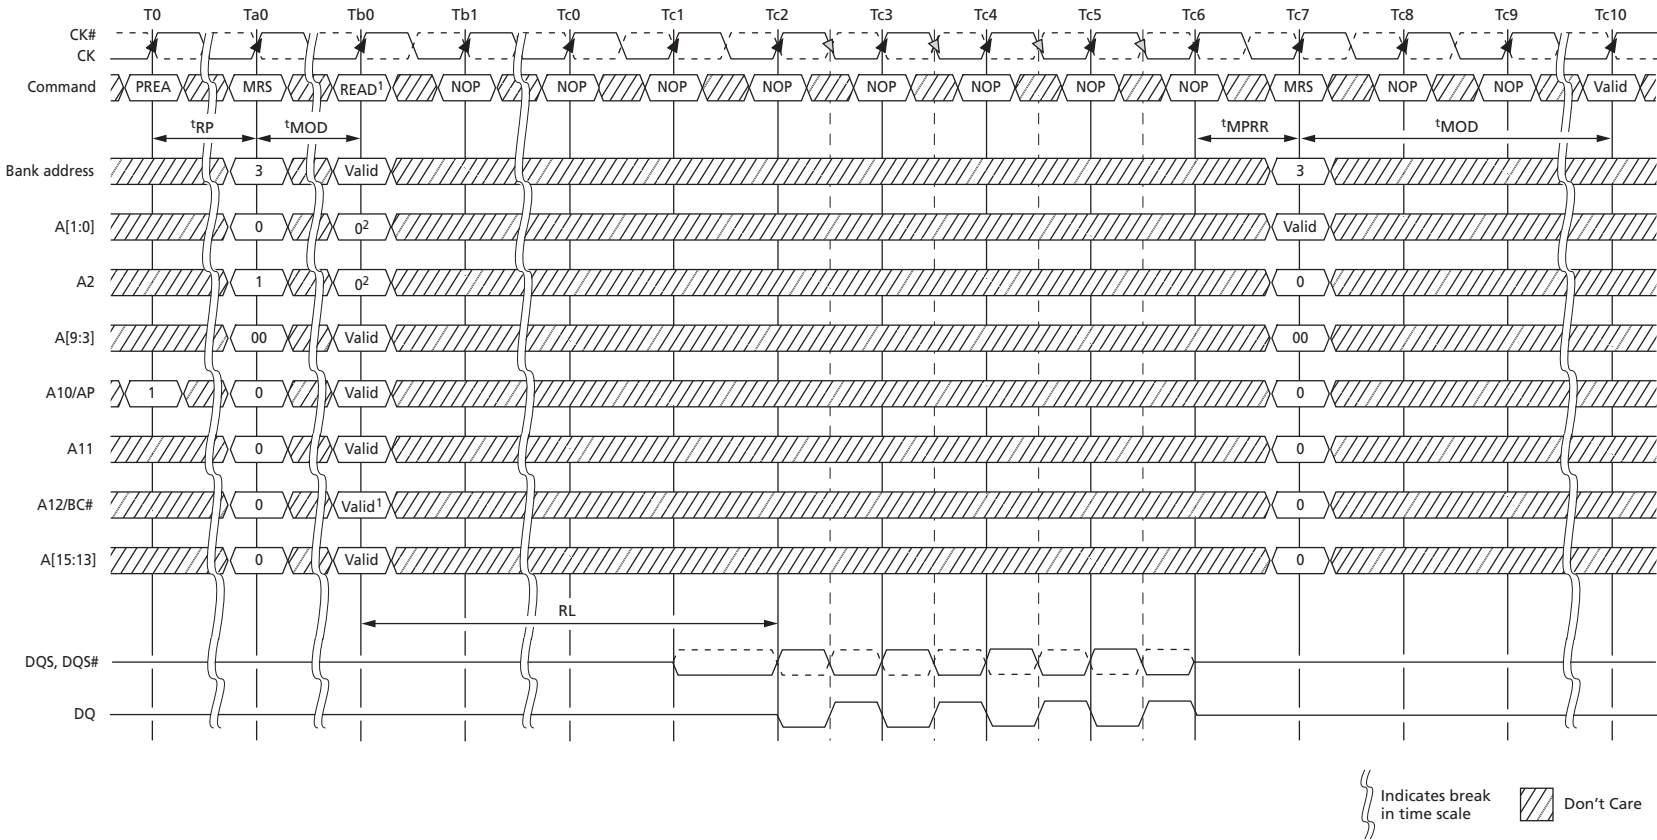 T0 Ta0 Tb0 Tb1 Tc0 Tc1 Tc2 Tc3 Tc4 Tc5 Tc6 Tc7 Tc8 Tc9 Tc10
CK#
CK
Command PREA MRS READ¹ NOP NOP NOP NOP NOP NOP NOP NOP MRS NOP NOP Valid
tRP tMOD tMPRR tMOD
Bank address 3 Valid 3
A[1:0] 0 0² Valid
A2 1 0² 0
A[9:3] 00 Valid 00
A10/AP 1 0 Valid 0
A11 0 Valid 0
A12/BC# 0 Valid¹ 0
A[15:13] 0 Valid 0
RL
DQS, DQS#
DQ
Indicates break
in time scale
Don't Care